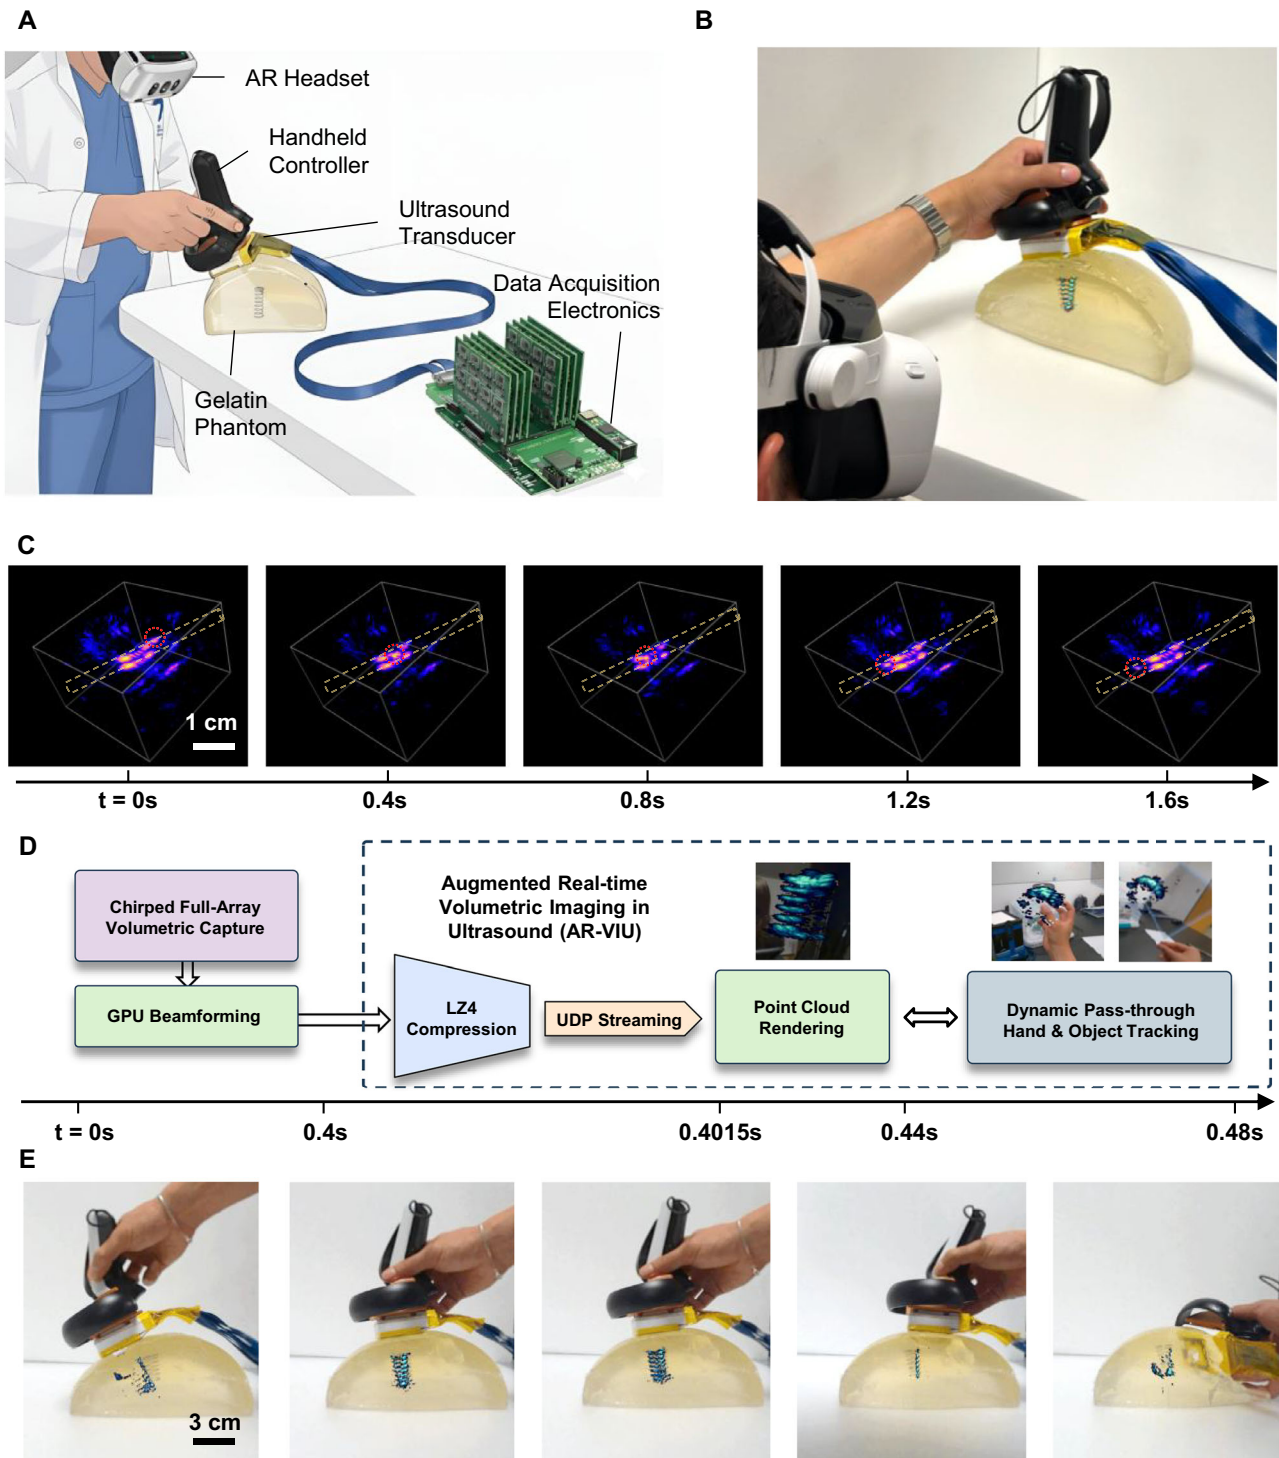 A
B
AR Headset
Handheld
Controller
Ultrasound
Transducer
Data Acquisition
Electronics
Gelatin
Phantom
C
1 cm
t = 0s
0.4s
0.8s
1.2s
1.6s
D
Chirped Full-Array
Volumetric Capture
GPU Beamforming
Augmented Real-time
Volumetric Imaging in
Ultrasound (AR-VIU)
LZ4
Compression
UDP Streaming
Point Cloud
Rendering
Dynamic Pass-through
Hand & Object Tracking
t = 0s
0.4s
0.4015s
0.44s
0.48s
E
3 cm